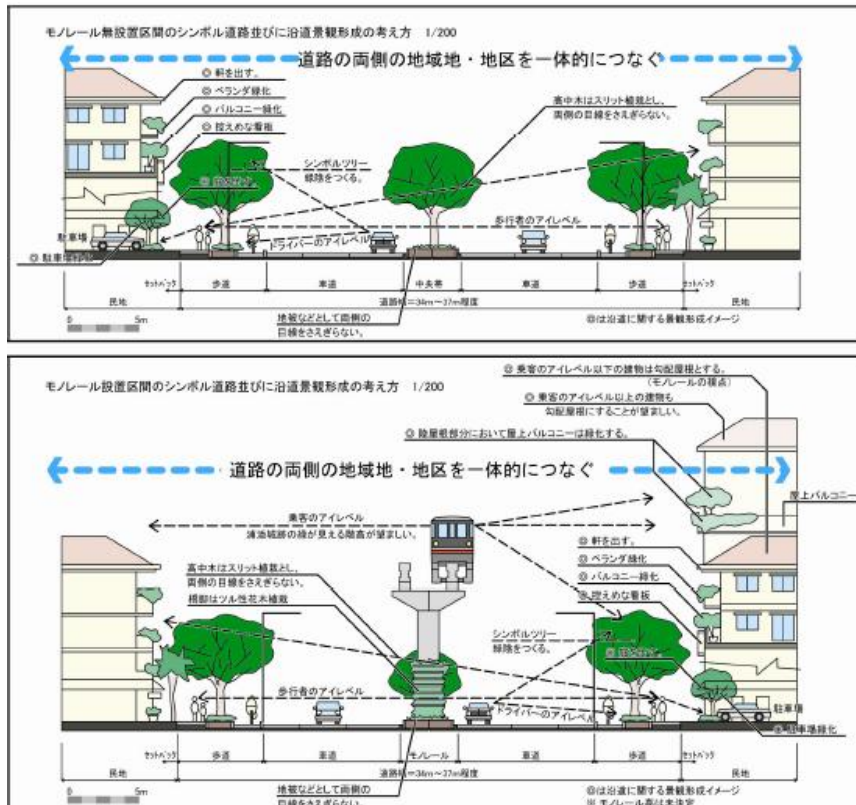 モノレール無設置区間のシンボル道路並びに沿道景観形成の考え方 1/200
道路の両側の地域地・地区を一体的につなぐ
◎ 軒を出す。
◎ ベランダ緑化
◎ バルコニー緑化
◎ 控えめな看板
高中木はスリット植栽とし、
両側の目線をさえぎらない。
シンボルツリー
緑陰をつくる。
歩行者のアイレベル
ドライバーのアイレベル
駐車場
◎ 駐車場緑化
セットバック
歩道
車道
中央帯
車道
歩道
セットバック
民地
道路幅=34m~37m程度
民地
0 5m
地被などとして両側の
目線をさえぎらない。
◎は沿道に関する景観形成イメージ
モノレール設置区間のシンボル道路並びに沿道景観形成の考え方 1/200
◎ 乗客のアイレベル以下の建物は勾配屋根とする。
(モノレールの視点)
◎ 乗客のアイレベル以上の建物も
勾配屋根にすることが望ましい。
◎ 陸屋根部分において屋上バルコニーは緑化する。
道路の両側の地域地・地区を一体的につなぐ
屋上バルコニー
乗客のアイレベル
浦添城跡の緑が見える階高が望ましい。
◎ 軒を出す。
◎ ベランダ緑化
◎ バルコニー緑化
◎ 控えめな看板
高中木はスリット植栽とし、
両側の目線をさえぎらない。
橋脚はツル性花木植栽
シンボルツリー
緑陰をつくる。
歩行者のアイレベル
ドライバーのアイレベル
駐車場
◎ 駐車場緑化
セットバック
歩道
車道
モノレール
車道
歩道
セットバック
民地
道路幅=34m~37m程度
民地
0 5m
地被などとして両側の
目線をさえぎらない。
◎は沿道に関する景観形成イメージ